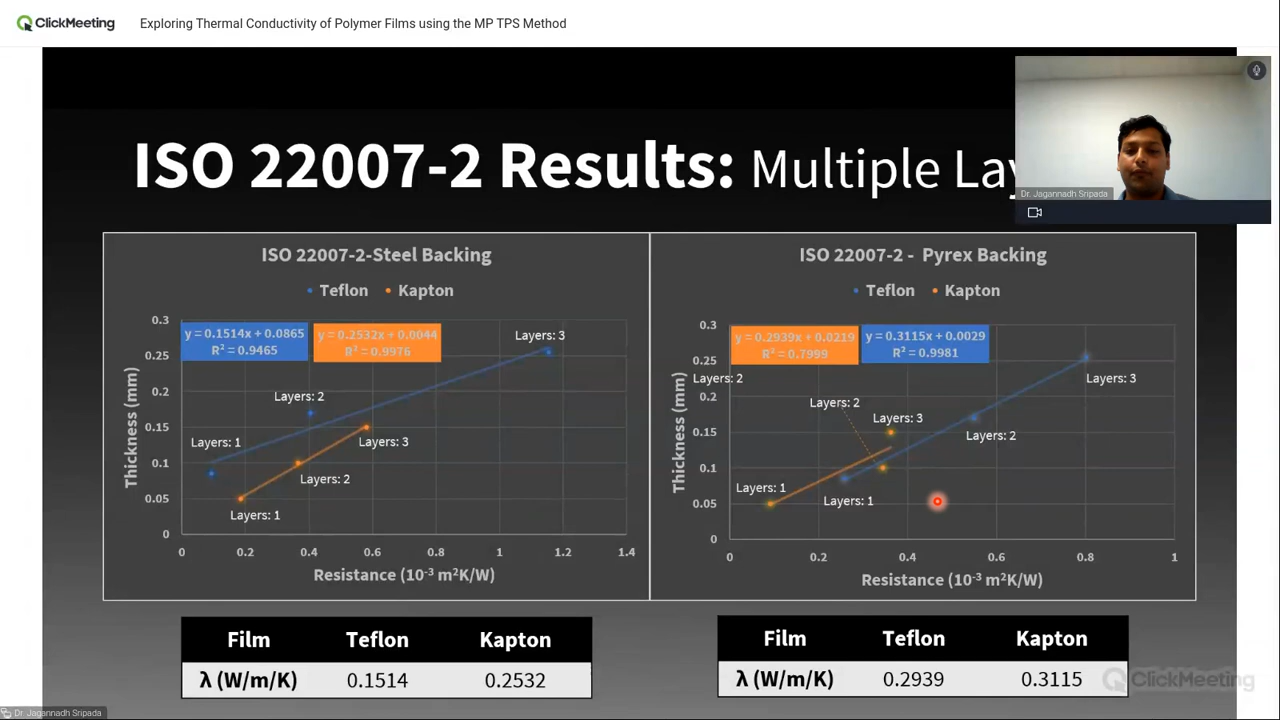 ClickMeeting
Exploring Thermal Conductivity of Polymer Films using the MP TPS Method
ISO 22007-2 Results: Multiple Lay
Dr. Jagannadh Sripada
ISO 22007-2-Steel Backing
Teflon Kapton
y = 0.1514x + 0.0865
R² = 0.9465
y = 0.2532x + 0.0044
R² = 0.9976
Layers: 3
Layers: 2
Layers: 1
Layers: 3
Layers: 2
Layers: 1
0.3
0.25
0.2
0.15
0.1
0.05
0
Thickness (mm)
0 0.2 0.4 0.6 0.8 1 1.2 1.4
Resistance (10⁻³ m²K/W)
ISO 22007-2 - Pyrex Backing
Teflon Kapton
y = 0.2939x + 0.0219
R² = 0.7999
y = 0.3115x + 0.0029
R² = 0.9981
Layers: 2
Layers: 3
Layers: 2
Layers: 3
Layers: 2
Layers: 1
Layers: 1
0.3
0.25
0.2
0.15
0.1
0.05
0
Thickness (mm)
0 0.2 0.4 0.6 0.8 1
Resistance (10⁻³ m²K/W)
Film Teflon Kapton
λ (W/m/K) 0.1514 0.2532
Film Teflon Kapton
λ (W/m/K) 0.2939 0.3115
ClickMeeting
Dr. Jagannadh Sripada